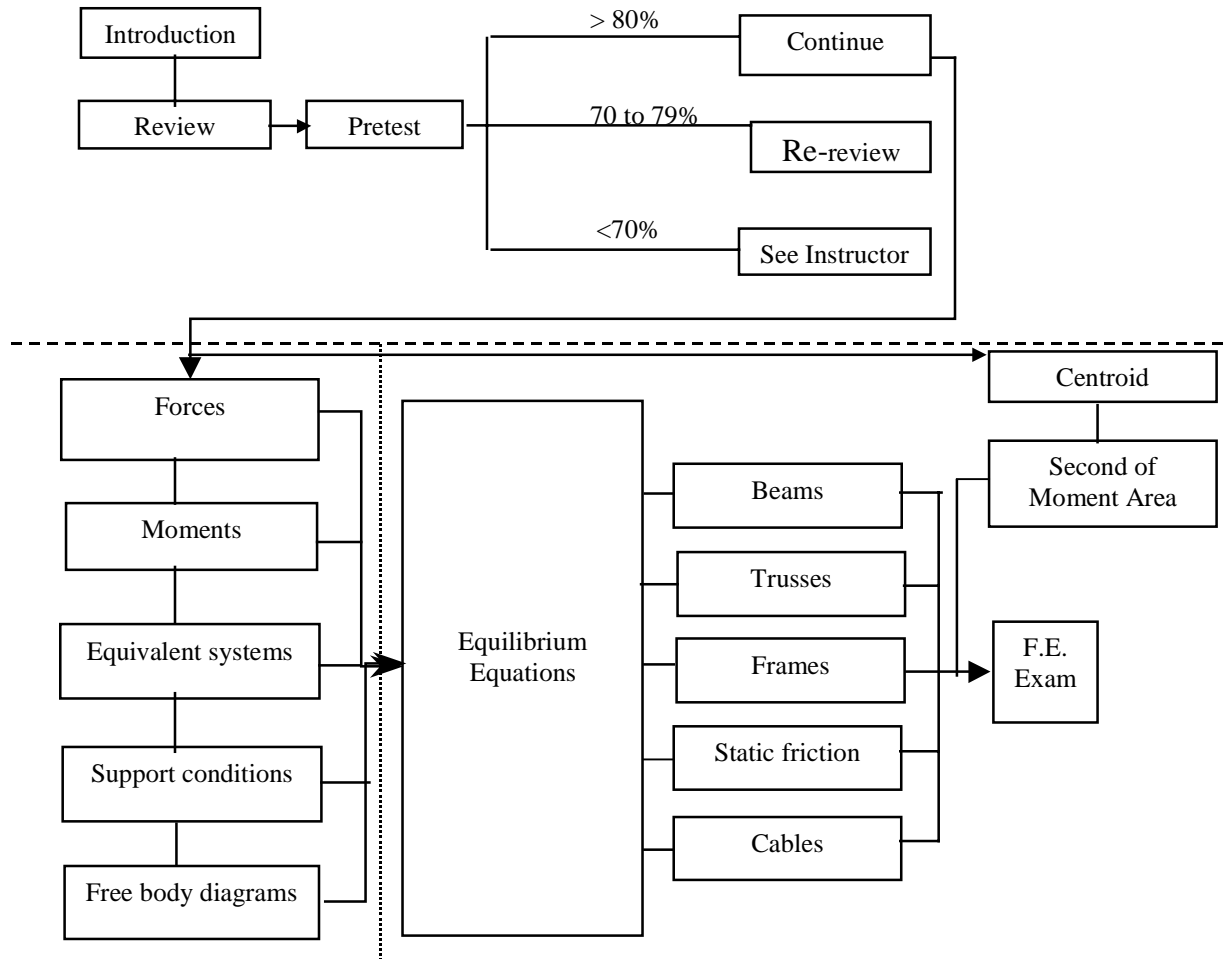 Introduction
> 80%
Continue
Review
Pretest
70 to 79%
Re-review
<70%
See Instructor
Forces
Moments
Equivalent systems
Support conditions
Free body diagrams
Equilibrium
Equations
Beams
Trusses
Frames
Static friction
Cables
Centroid
Second of
Moment Area
F.E.
Exam